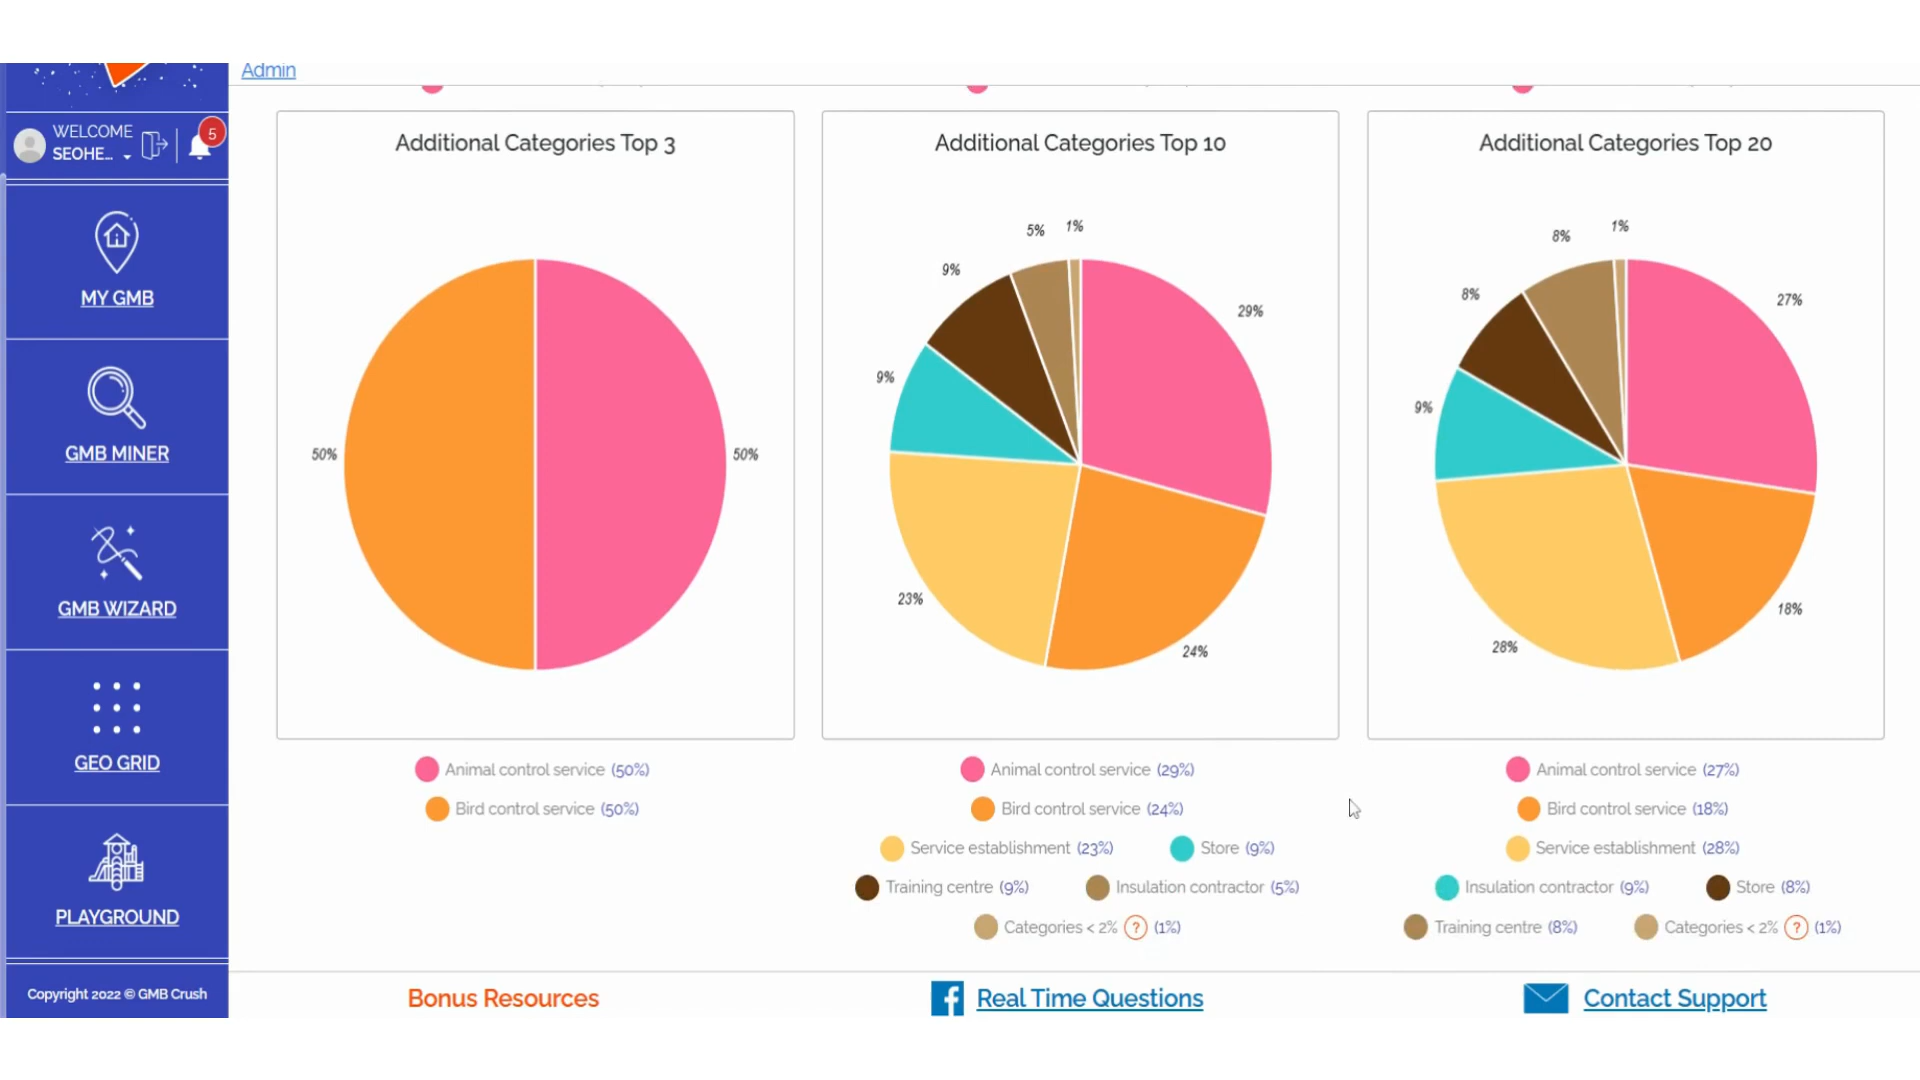 Admin
WELCOME
SEOHE...
5
MY GMB
GMB MINER
GMB WIZARD
GEO GRID
PLAYGROUND
Copyright 2022 © GMB Crush
Additional Categories Top 3
50%
50%
Animal control service (50%)
Bird control service (50%)
Additional Categories Top 10
5%
1%
9%
29%
9%
23%
24%
Animal control service (29%)
Bird control service (24%)
Service establishment (23%) Store (9%)
Training centre (9%) Insulation contractor (5%)
Categories < 2% ? (1%)
Additional Categories Top 20
8%
1%
8%
27%
9%
28%
18%
Animal control service (27%)
Bird control service (18%)
Service establishment (28%)
Insulation contractor (9%) Store (8%)
Training centre (8%) Categories < 2% ? (1%)
Bonus Resources
Real Time Questions
Contact Support